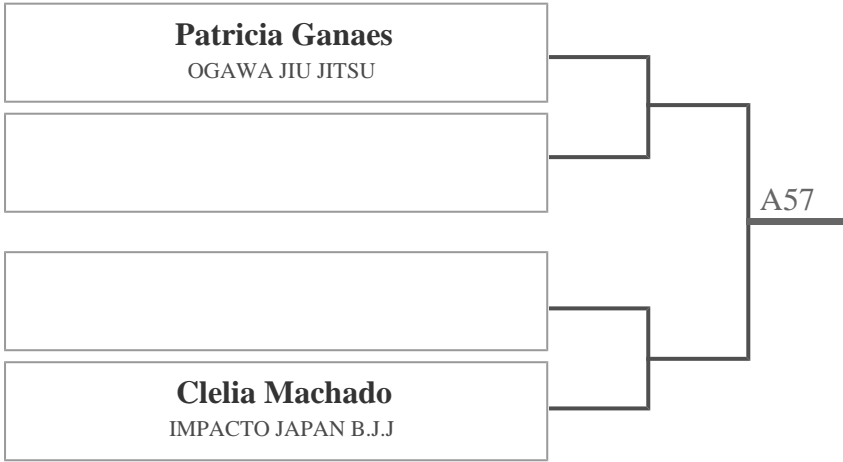 Patricia Ganaes
OGAWA JIU JITSU
A57
Clelia Machado
IMPACTO JAPAN B.J.J